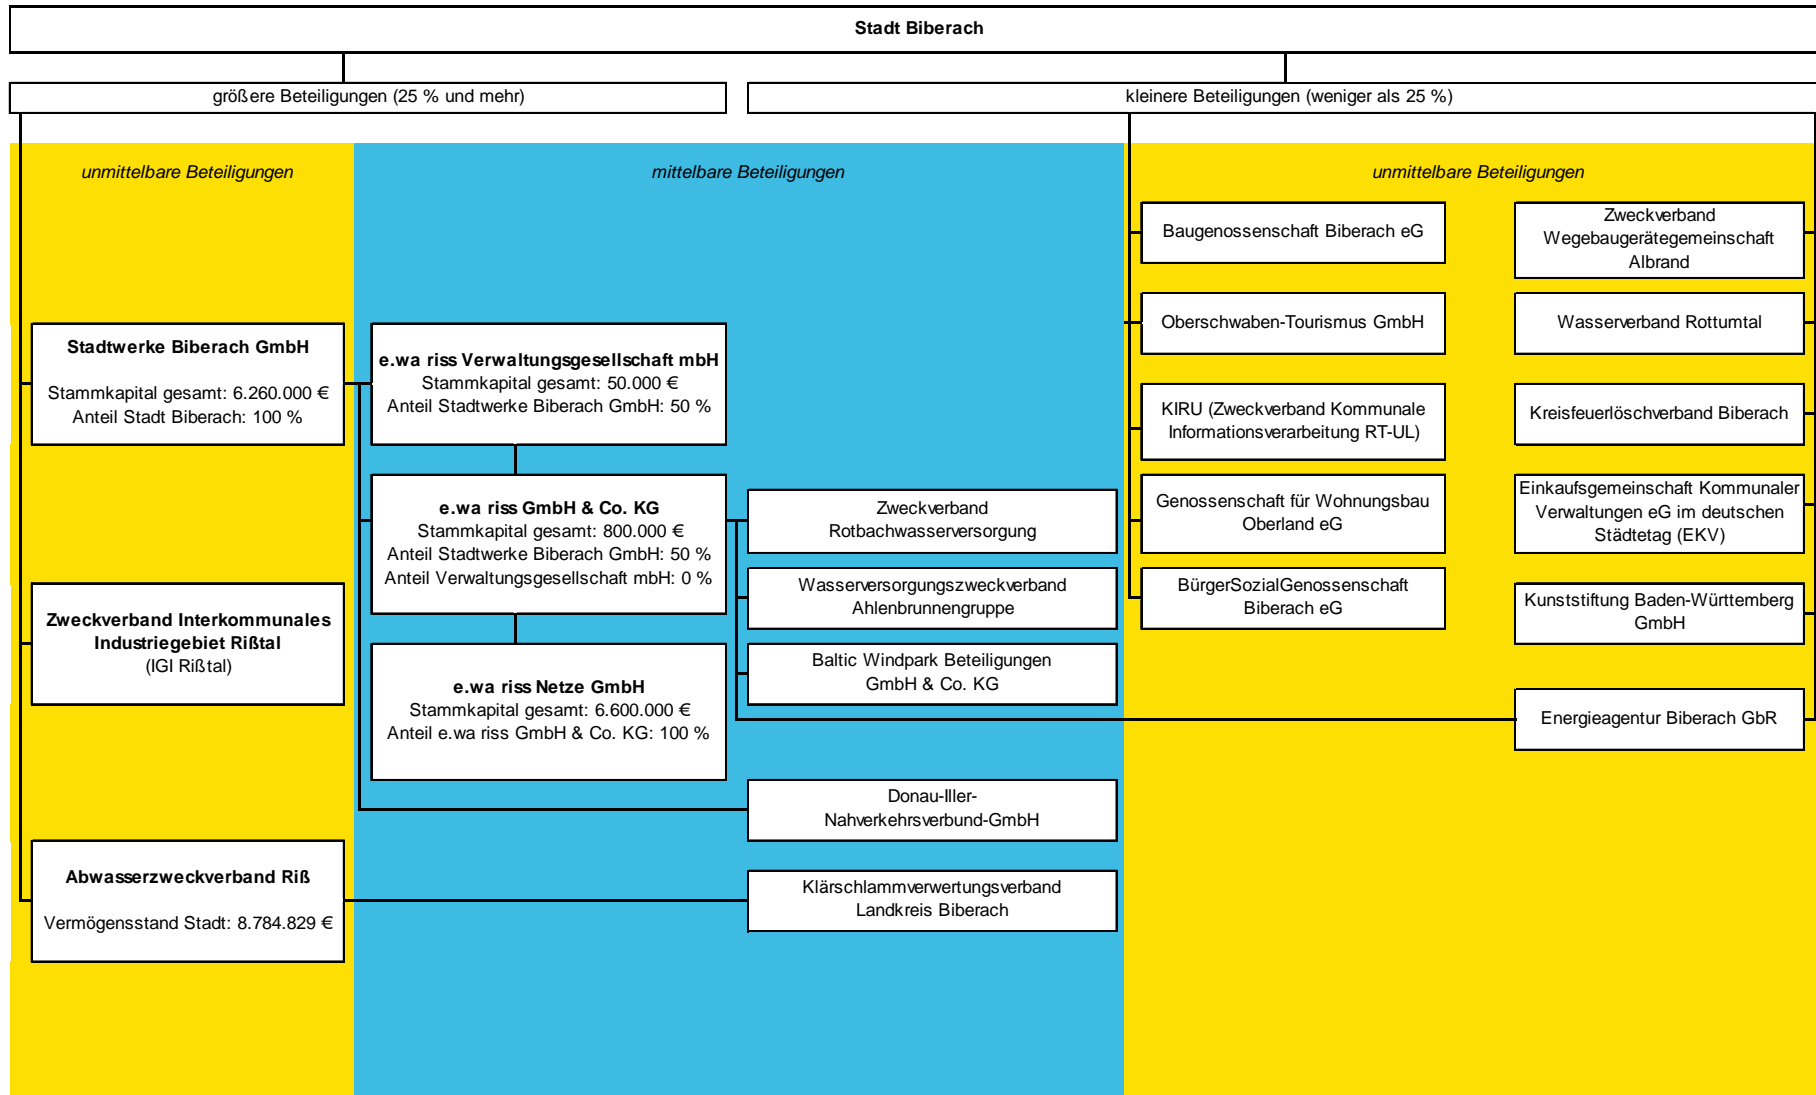 Stadt Biberach
größere Beteiligungen (25 % und mehr)
kleinere Beteiligungen (weniger als 25 %)
unmittelbare Beteiligungen
mittelbare Beteiligungen
unmittelbare Beteiligungen
Stadtwerke Biberach GmbH
Stammkapital gesamt: 6.260.000 €
Anteil Stadt Biberach: 100 %
Zweckverband Interkommunales
Industriegebiet Rißtal
(IGI Rißtal)
Abwasserzweckverband Riß
Vermögensstand Stadt: 8.784.829 €
e.wa riss Verwaltungsgesellschaft mbH
Stammkapital gesamt: 50.000 €
Anteil Stadtwerke Biberach GmbH: 50 %
e.wa riss GmbH & Co. KG
Stammkapital gesamt: 800.000 €
Anteil Stadtwerke Biberach GmbH: 50 %
Anteil Verwaltungsgesellschaft mbH: 0 %
e.wa riss Netze GmbH
Stammkapital gesamt: 6.600.000 €
Anteil e.wa riss GmbH & Co. KG: 100 %
Zweckverband
Rotbachwasserversorgung
Wasserversorgungszweckverband
Ahlenbrunnengruppe
Baltic Windpark Beteiligungen
GmbH & Co. KG
Donau-Iller-
Nahverkehrsverbund-GmbH
Klärschlammverwertungsverband
Landkreis Biberach
Baugenossenschaft Biberach eG
Oberschwaben-Tourismus GmbH
KIRU (Zweckverband Kommunale
Informationsverarbeitung RT-UL)
Genossenschaft für Wohnungsbau
Oberland eG
BürgerSozialGenossenschaft
Biberach eG
Zweckverband
Wegebaugerätegemeinschaft
Albrand
Wasserverband Rottumtal
Kreisfeuerlöschverband Biberach
Einkaufsgemeinschaft Kommunaler
Verwaltungen eG im deutschen
Städtetag (EKV)
Kunststiftung Baden-Württemberg
GmbH
Energieagentur Biberach GbR